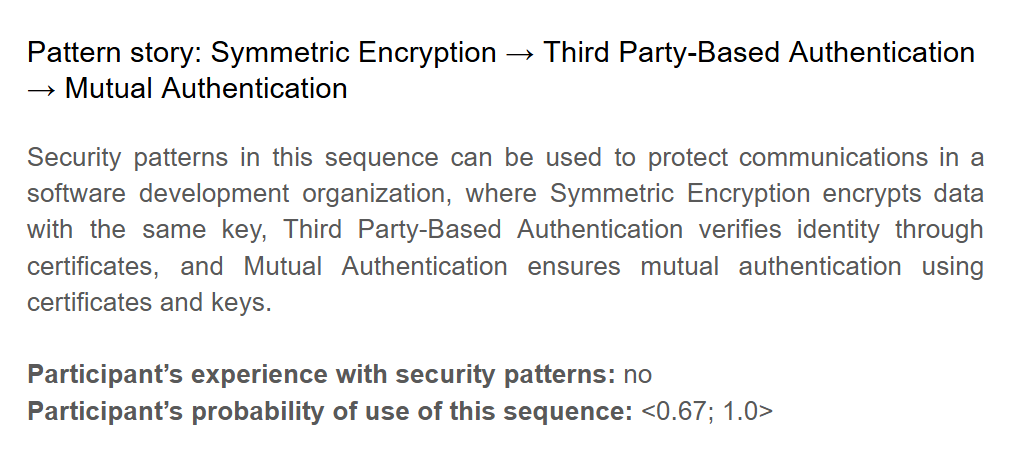 Pattern story: Symmetric Encryption → Third Party-Based Authentication
→ Mutual Authentication
Security patterns in this sequence can be used to protect communications in a
software development organization, where Symmetric Encryption encrypts data
with the same key, Third Party-Based Authentication verifies identity through
certificates, and Mutual Authentication ensures mutual authentication using
certificates and keys.
Participant’s experience with security patterns: no
Participant’s probability of use of this sequence: <0.67; 1.0>